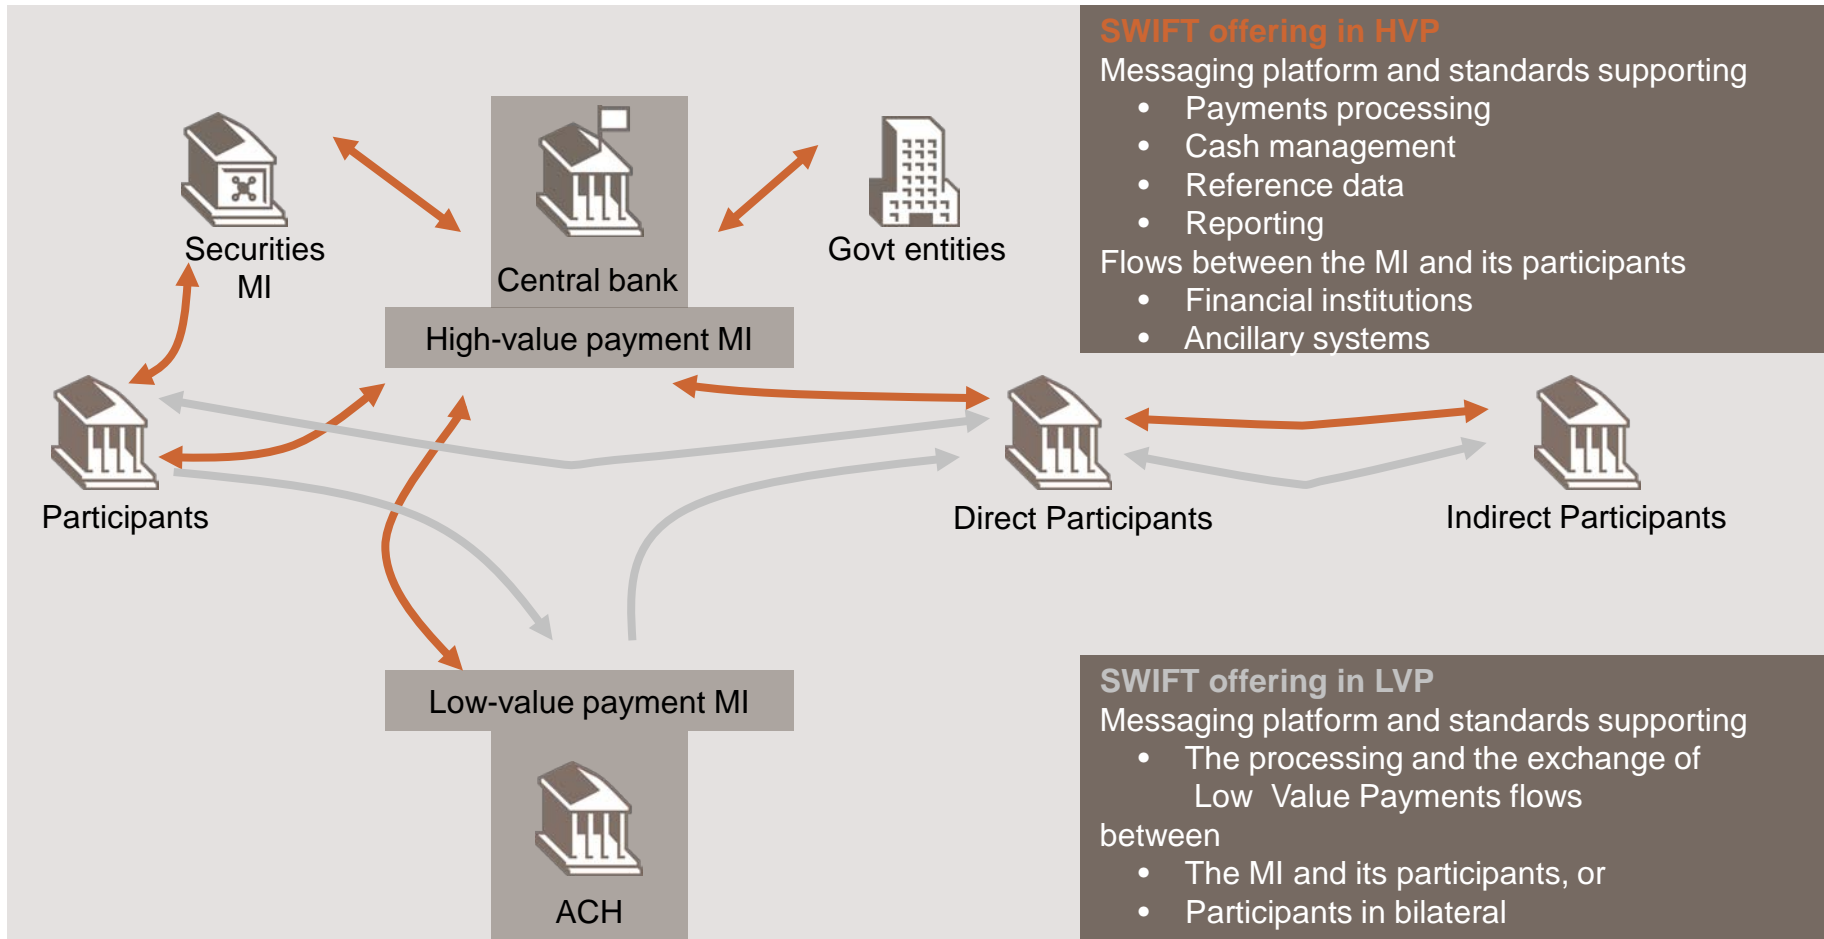 SWIFT offering in HVP
Messaging platform and standards supporting
• Payments processing
• Cash management
• Reference data
• Reporting
Flows between the MI and its participants
• Financial institutions
• Ancillary systems
Securities
MI
Central bank
Govt entities
High-value payment MI
Participants
Direct Participants
Indirect Participants
Low-value payment MI
ACH
SWIFT offering in LVP
Messaging platform and standards supporting
• The processing and the exchange of
Low Value Payments flows
between
• The MI and its participants, or
• Participants in bilateral